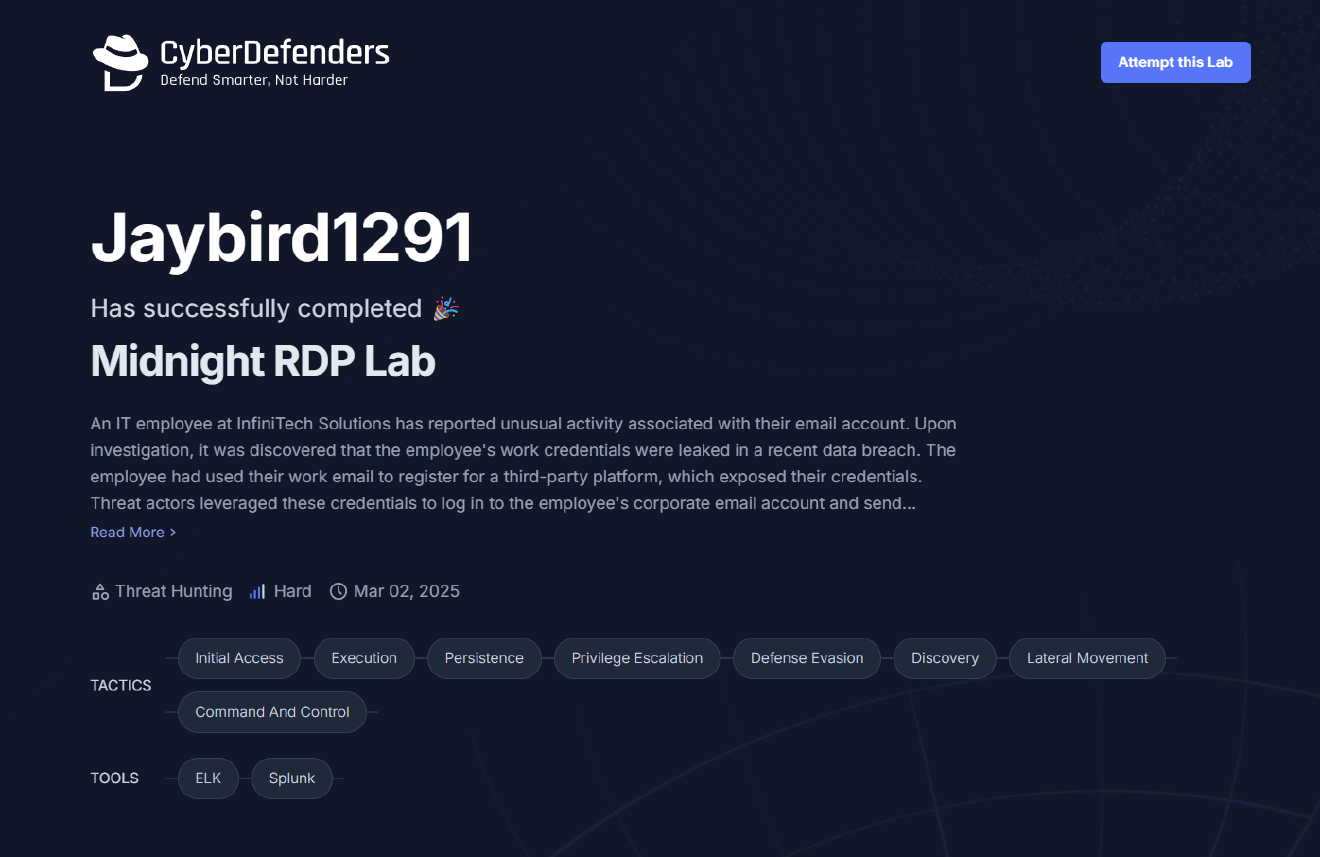 CyberDefenders
Defend Smarter, Not Harder
Attempt this Lab
Jaybird1291
Has successfully completed 🎉
Midnight RDP Lab
An IT employee at InfiniTech Solutions has reported unusual activity associated with their email account. Upon
investigation, it was discovered that the employee's work credentials were leaked in a recent data breach. The
employee had used their work email to register for a third-party platform, which exposed their credentials.
Threat actors leveraged these credentials to log in to the employee's corporate email account and send...
Read More >
Threat Hunting Hard Mar 02, 2025
TACTICS
Initial Access Execution Persistence Privilege Escalation Defense Evasion Discovery Lateral Movement
Command And Control
TOOLS
ELK Splunk